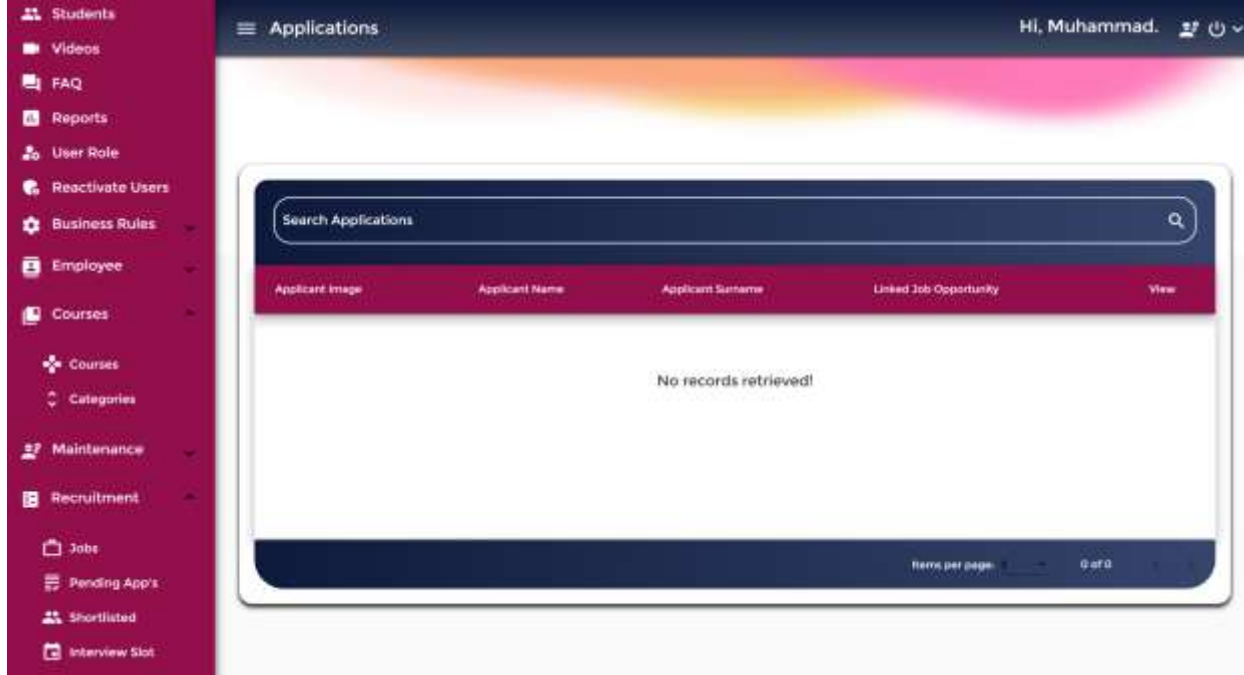 Students
Videos
FAQ
Reports
User Role
Reactivate Users
Business Rules
Employee
Courses
Courses
Categories
Maintenance
Recruitment
Jobs
Pending App's
Shortlisted
Interview Slot
Applications
Hi, Muhammad.
Search Applications
Applicant Image Applicant Name Applicant Surname Linked Job Opportunity View
No records retrieved!
Items per page: 0 of 0